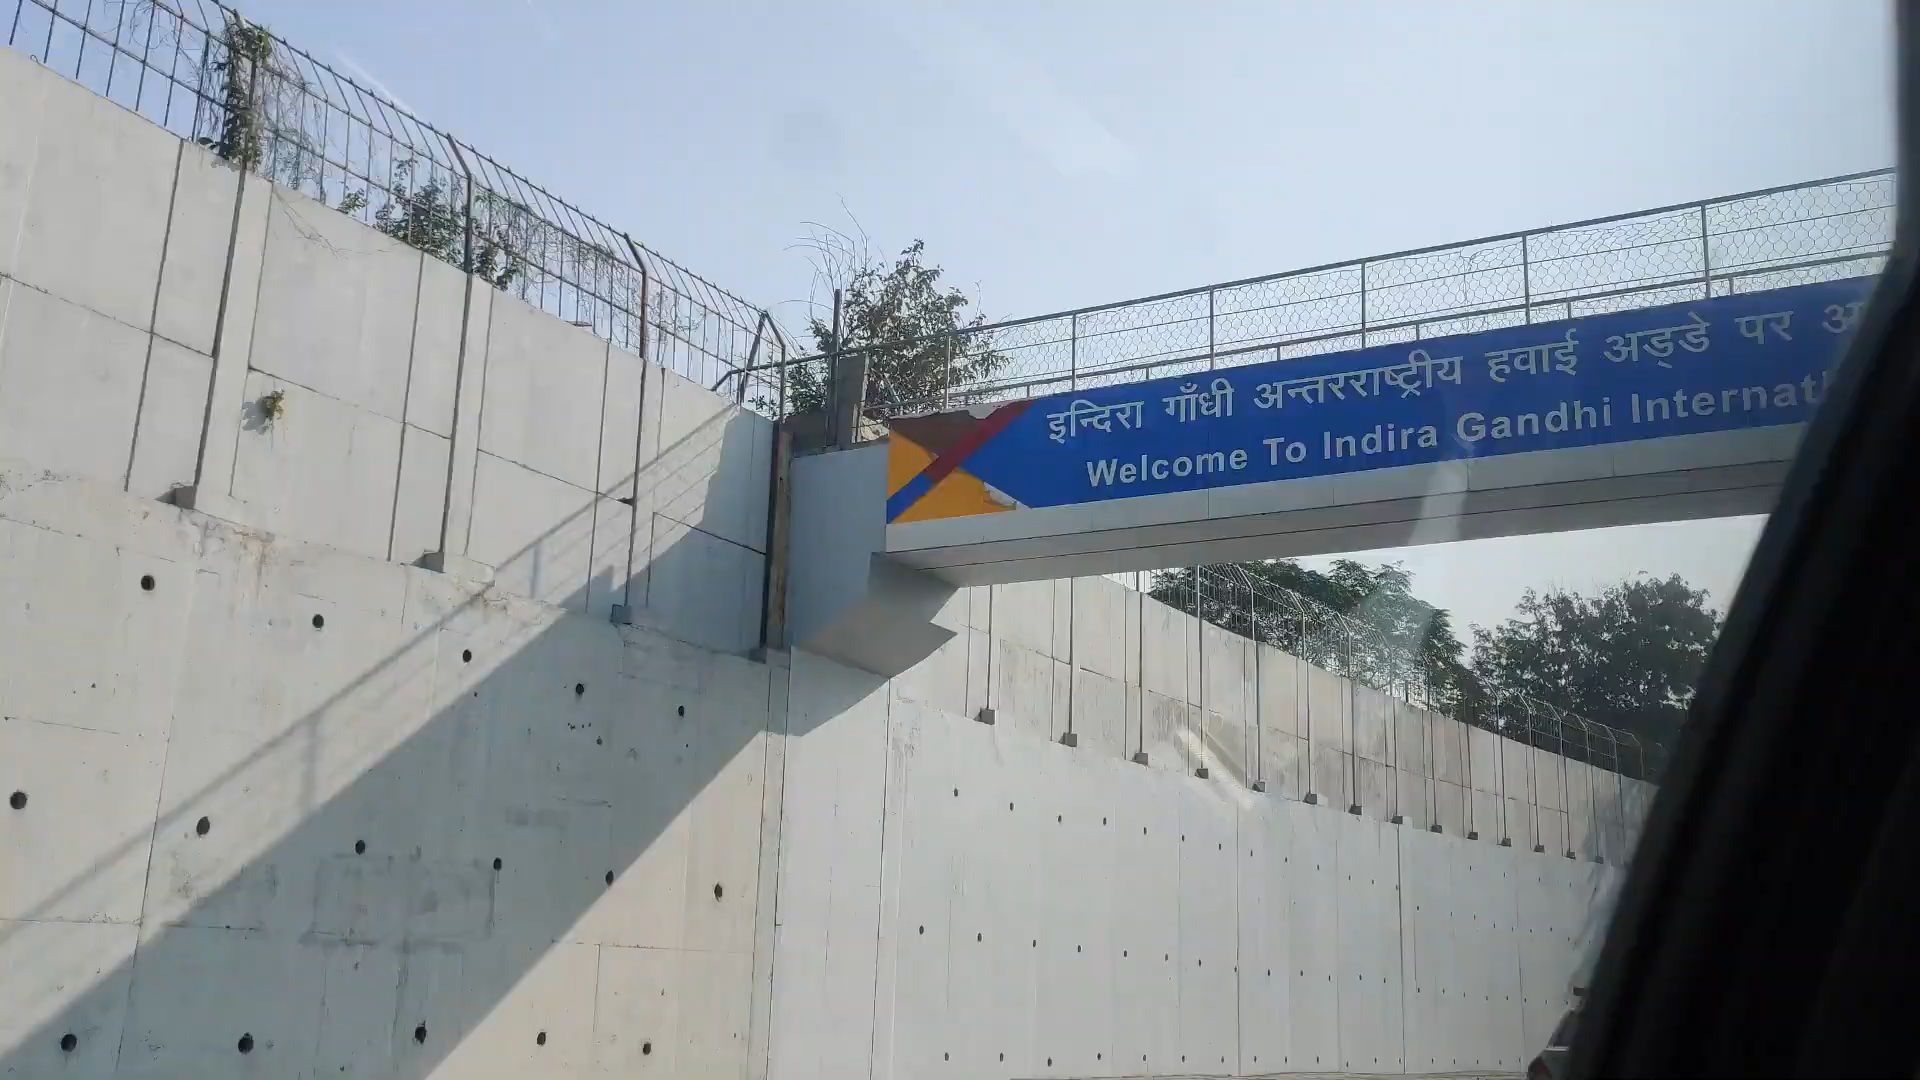 इन्दिरा गाँधी अन्तरराष्ट्रीय हवाई अड्डे पर
Welcome To Indira Gandhi